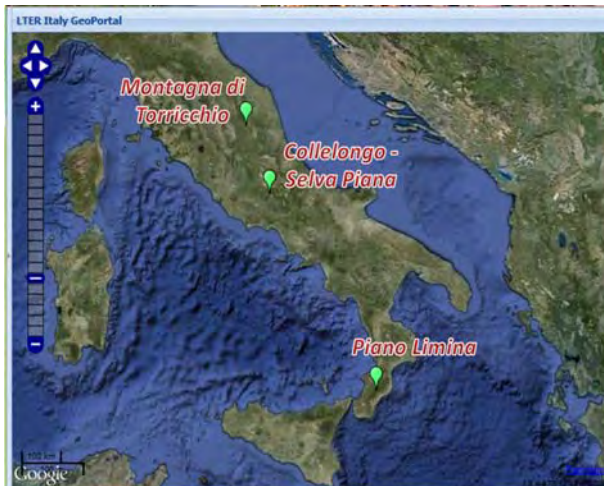 LTER Italy GeoPortal
Montagna di
Torricchio
Collelongo -
Selva Piana
Piano Limina
100 km
Google